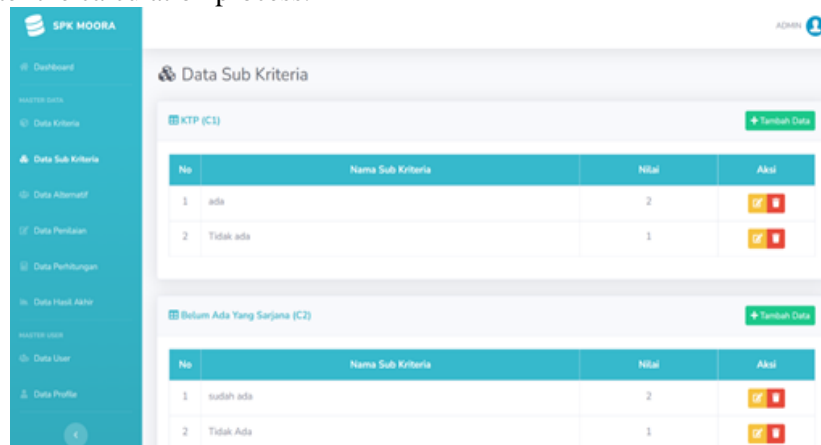 SPK MOORA
ADMIN
Dashboard
Data Sub Kriteria
MASTER DATA
Data Kriteria
KTP (C1)
+ Tambah Data
Data Sub Kriteria
No Nama Sub Kriteria Nilai Aksi
Data Alternatif
1 ada 2
Data Penilaian
2 Tidak ada 1
Data Perhitungan
Data Hasil Akhir
Belum Ada Yang Sarjana (C2)
+ Tambah Data
MASTER USER
Data User
No Nama Sub Kriteria Nilai Aksi
Data Profile
1 sudah ada 2
2 Tidak Ada 1